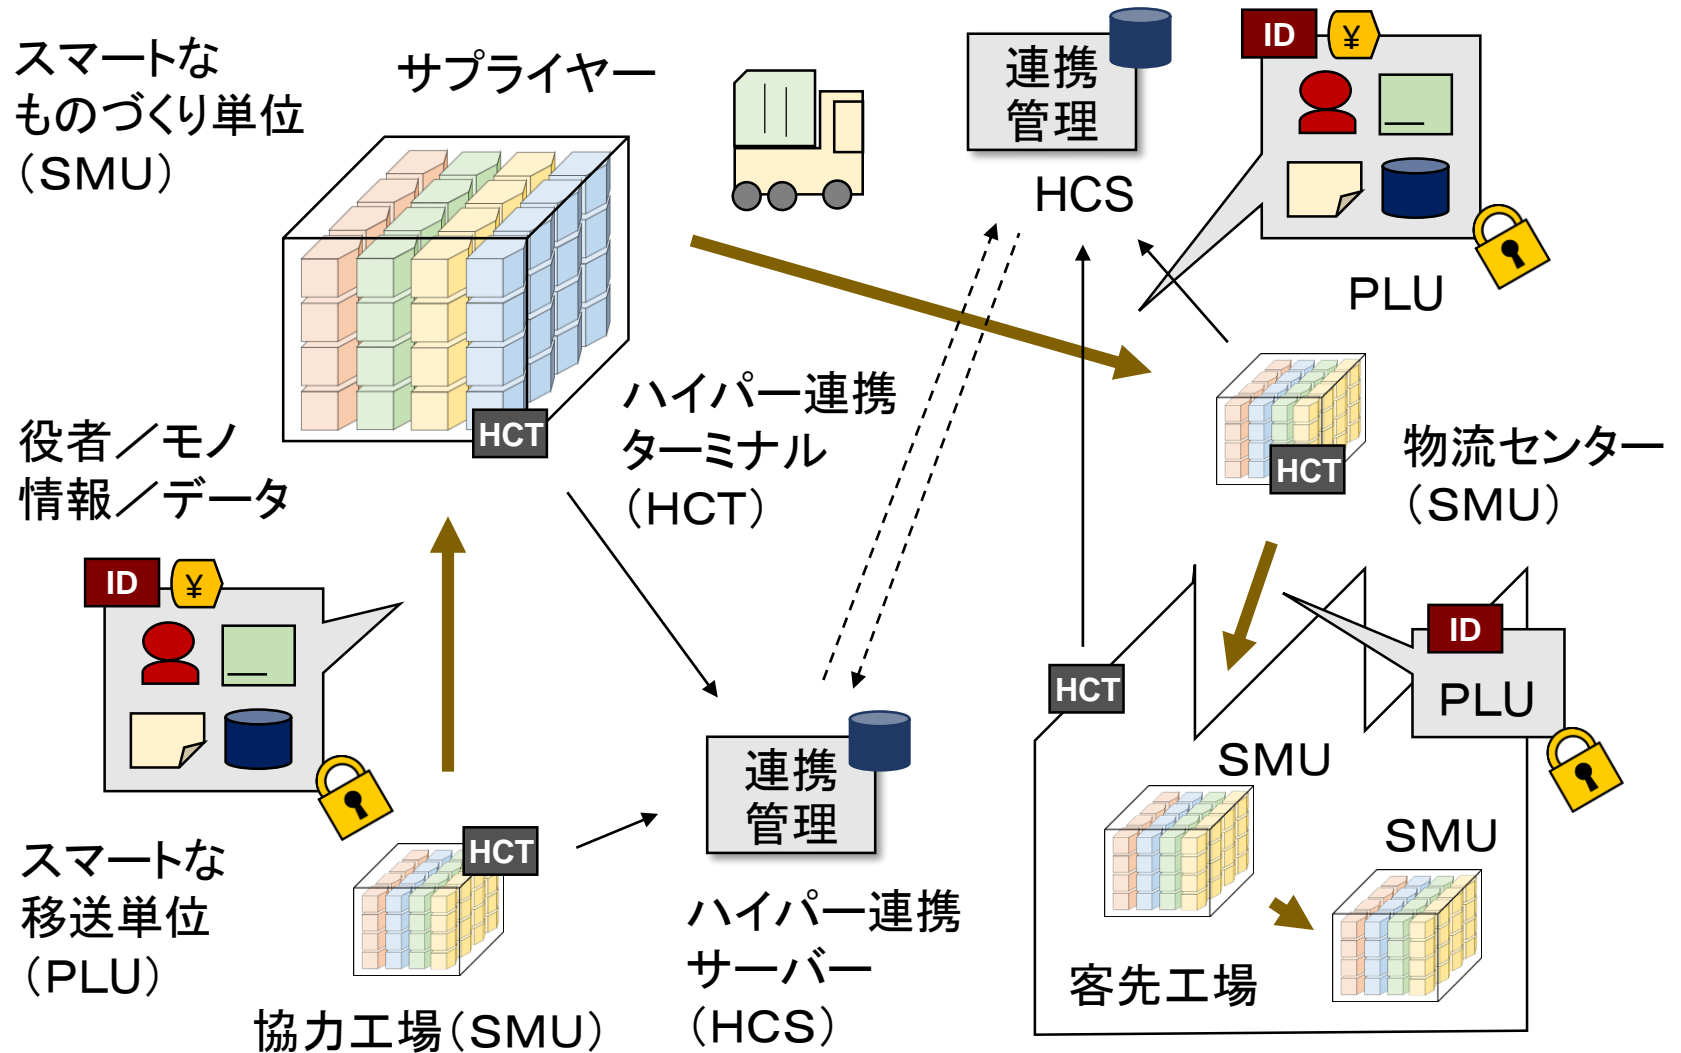 スマートな
ものづくり単位
（SMU）
サプライヤー
HCT
連携
管理
HCS
ID
¥
PLU
役者／モノ
情報／データ
ハイパー連携
ターミナル
（HCT）
HCT
物流センター
（SMU）
ID
¥
スマートな
移送単位
（PLU）
HCT
協力工場（SMU）
連携
管理
ハイパー連携
サーバー
（HCS）
HCT
ID
PLU
SMU
SMU
客先工場